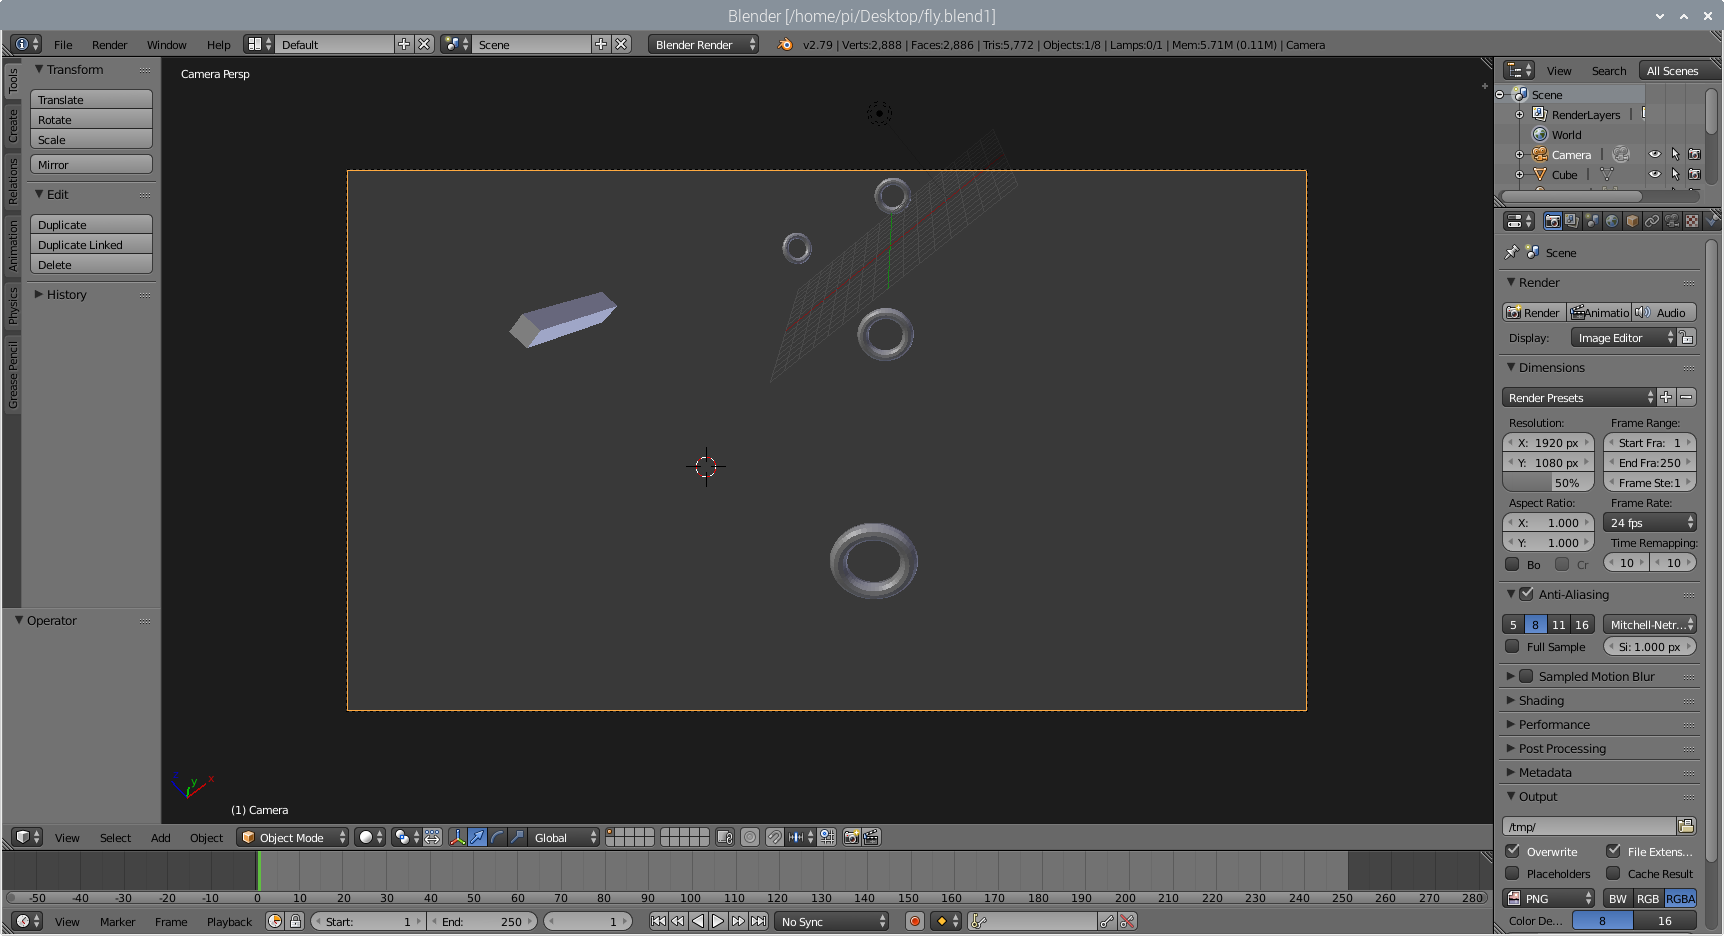 Blender [/home/pi/Desktop/fly.blend1]
File Render Window Help Default Scene Blender Render v2.79 | Verts:2,888 | Faces:2,886 | Tris:5,772 | Objects:1/8 | Lamps:0/1 | Mem:5.71M (0.11M) | Camera
Tools
Create
Relations
Animation
Physics
Grease Pencil
Transform
Translate
Rotate
Scale
Mirror
Edit
Duplicate
Duplicate Linked
Delete
History
Operator
Camera Persp
z y x
(1) Camera
View Select Add Object Object Mode Global
-50 -40 -30 -20 -10 0 10 20 30 40 50 60 70 80 90 100 110 120 130 140 150 160 170 180 190 200 210 220 230 240 250 260 270 280
View Marker Frame Playback Start: 1 End: 250 1 No Sync
View Search All Scenes
Scene
RenderLayers |
World
Camera |
Cube |
Scene
Render
Render Animatio Audio
Display: Image Editor
Dimensions
Render Presets
Resolution: Frame Range:
X: 1920 px Start Fra: 1
Y: 1080 px End Fra:250
50% Frame Ste:1
Aspect Ratio: Frame Rate:
X: 1.000 24 fps
Y: 1.000 Time Remapping:
Bo Cr 10 10
Anti-Aliasing
5 8 11 16 Mitchell-Netr...
Full Sample Si: 1.000 px
Sampled Motion Blur
Shading
Performance
Post Processing
Metadata
Output
/tmp/
Overwrite File Extens...
Placeholders Cache Result
PNG BW RGB RGBA
Color De... 8 16